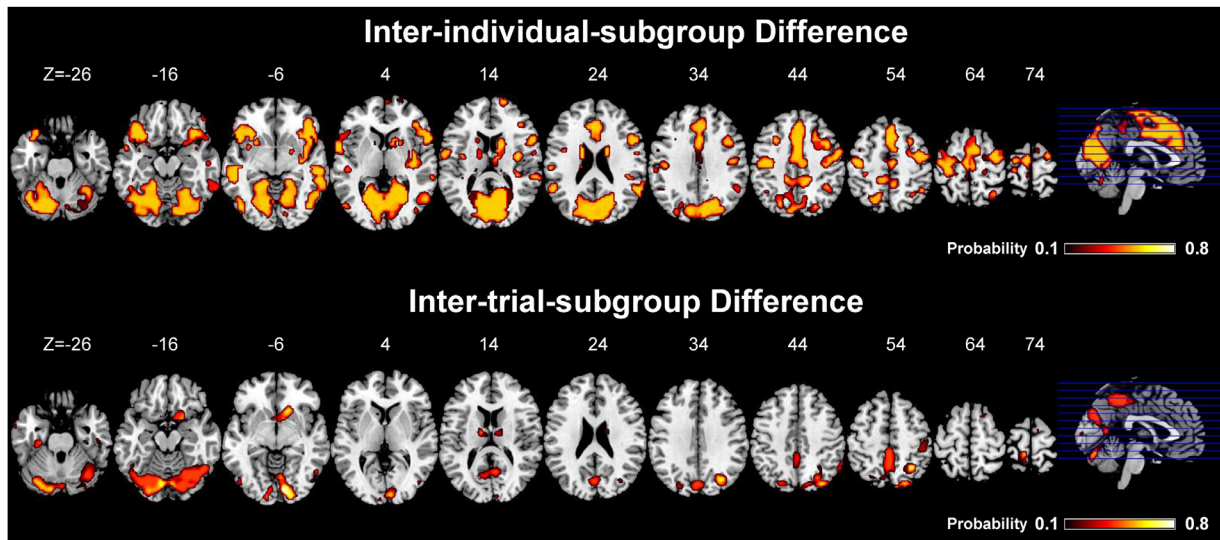 Inter-individual-subgroup Difference
Z=-26 -16 -6 4 14 24 34 44 54 64 74
Probability 0.1 0.8
Inter-trial-subgroup Difference
Z=-26 -16 -6 4 14 24 34 44 54 64 74
Probability 0.1 0.8